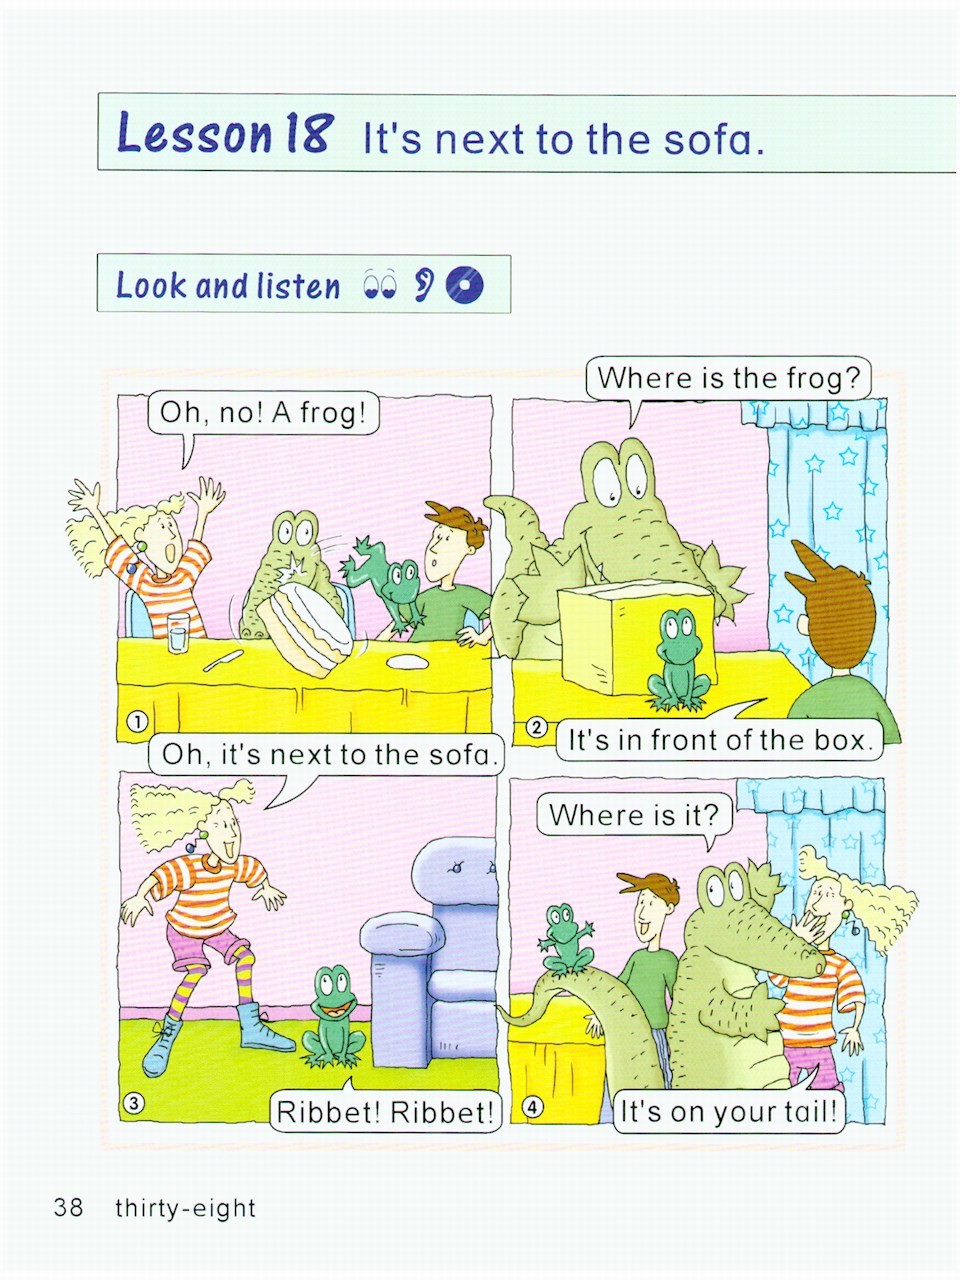 Lesson 18 It's next to the sofa.
Look and listen
Oh, no! A frog!
1
Where is the frog?
It's in front of the box.
2
Oh, it's next to the sofa.
Ribbet! Ribbet!
3
Where is it?
It's on your tail!
4
38 thirty-eight